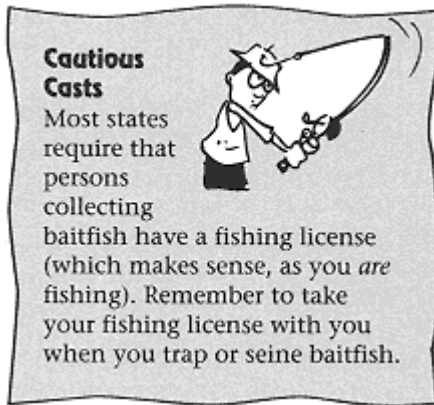 Cautious
Casts
Most states
require that
persons
collecting
baitfish have a fishing license
(which makes sense, as you are
fishing). Remember to take
your fishing license with you
when you trap or seine baitfish.